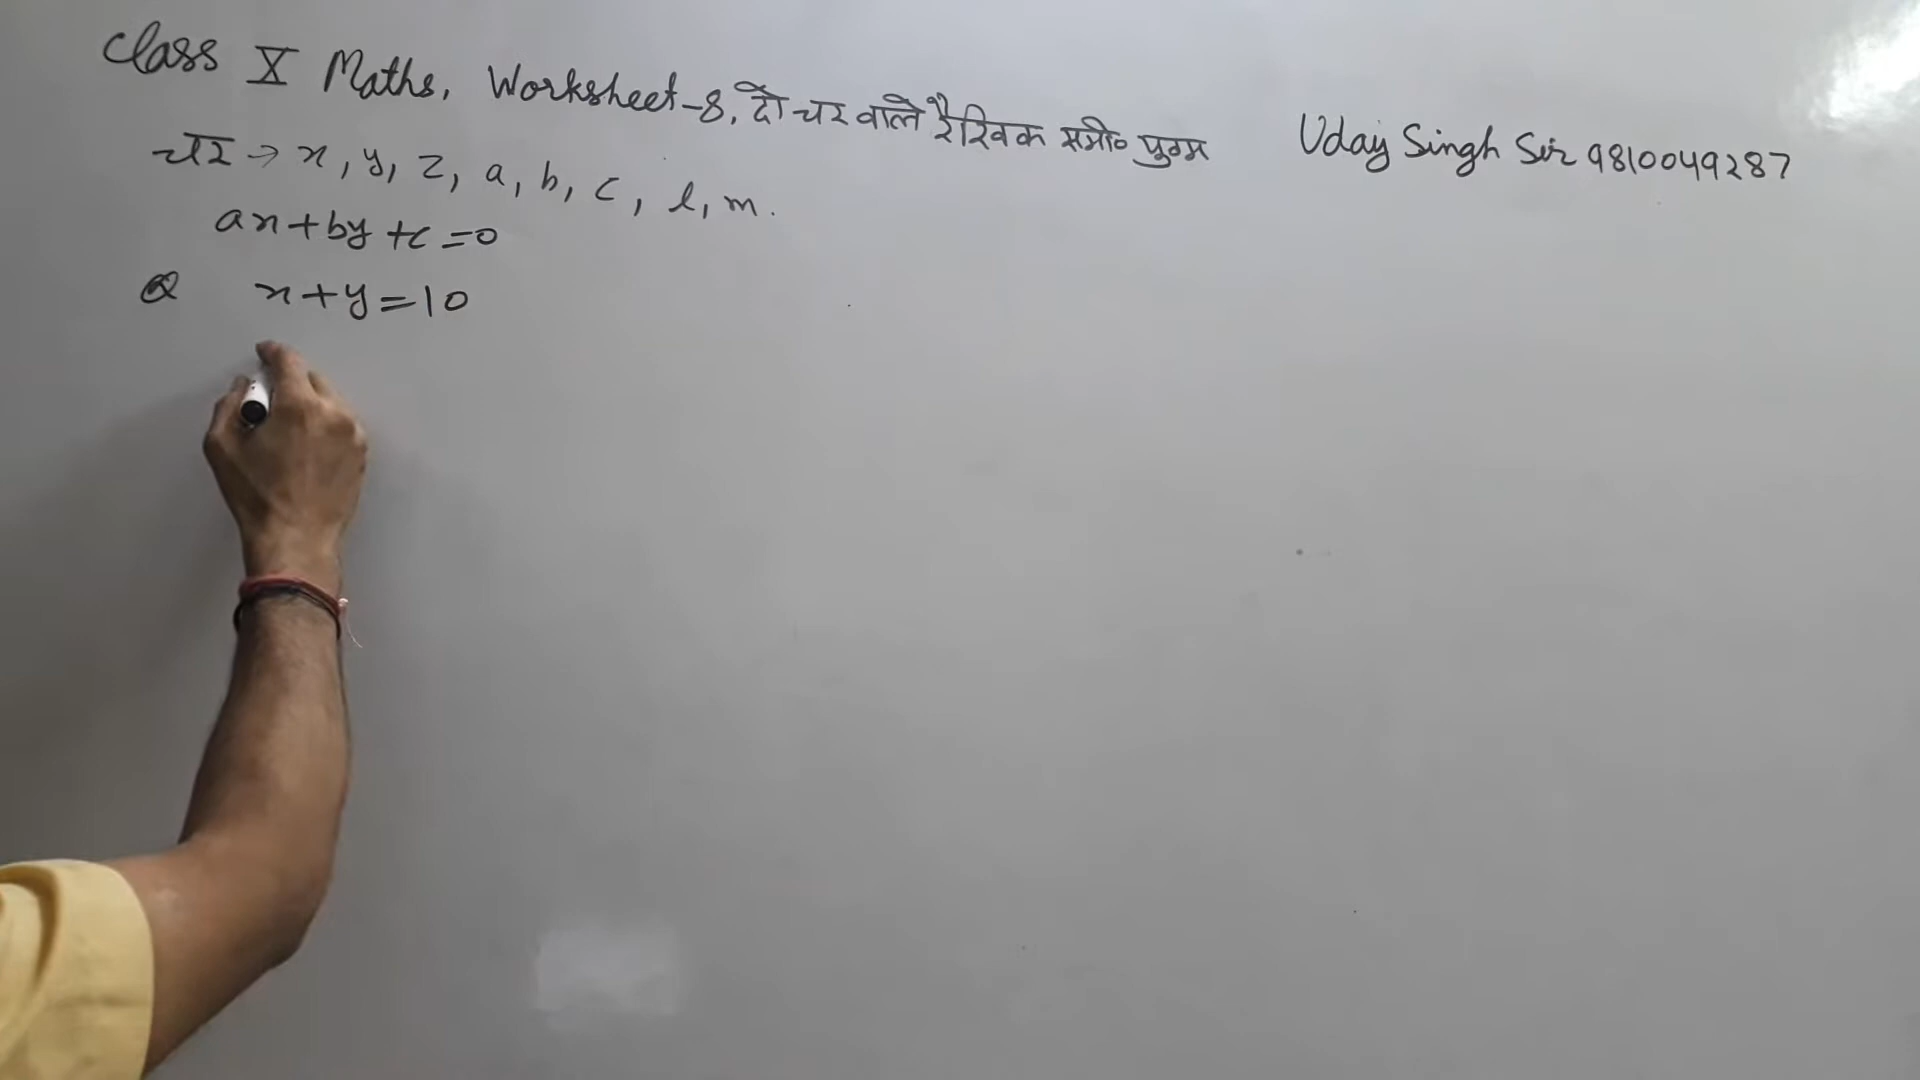 Class X Maths, Worksheet-8, दो चर वाले रैखिक समी० युग्म Uday Singh Sir 9810049287
चर → x, y, z, a, b, c, l, m.
ax+by+c=0
Q x+y=10